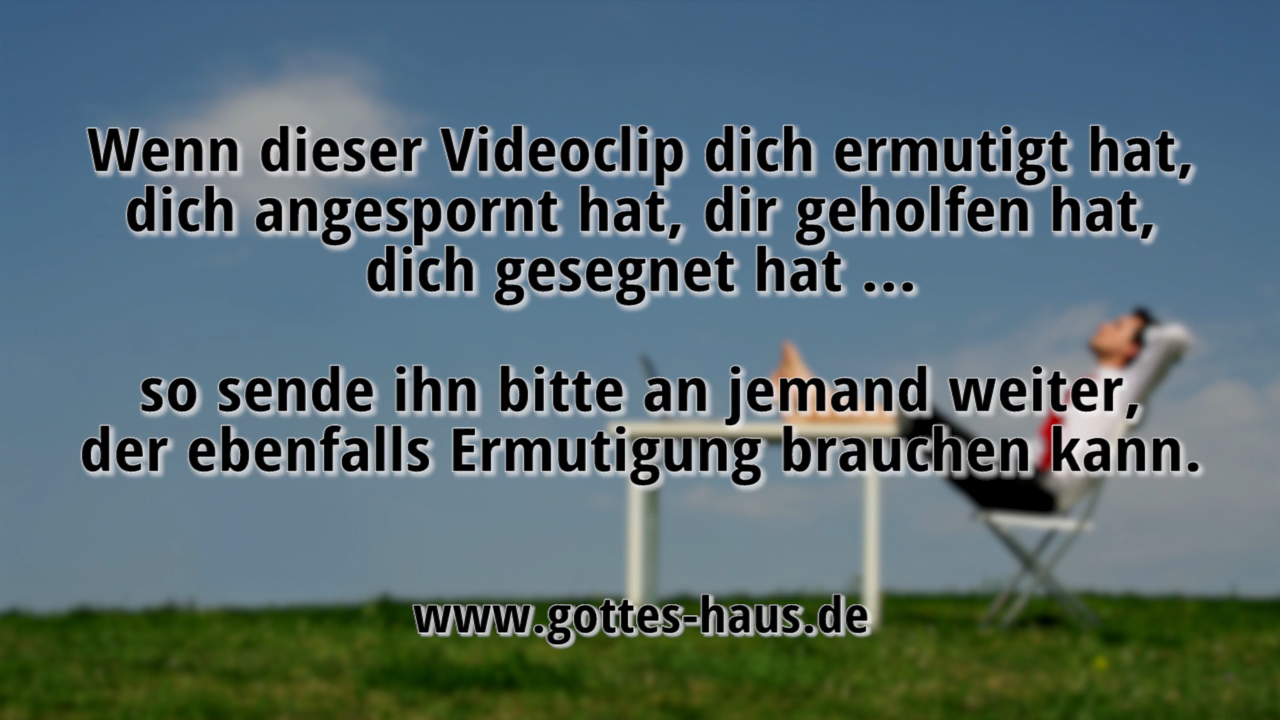 Wenn dieser Videoclip dich ermutigt hat,
dich angespornt hat, dir geholfen hat,
dich gesegnet hat ...
so sende ihn bitte an jemand weiter,
der ebenfalls Ermutigung brauchen kann.
www.gottes-haus.de